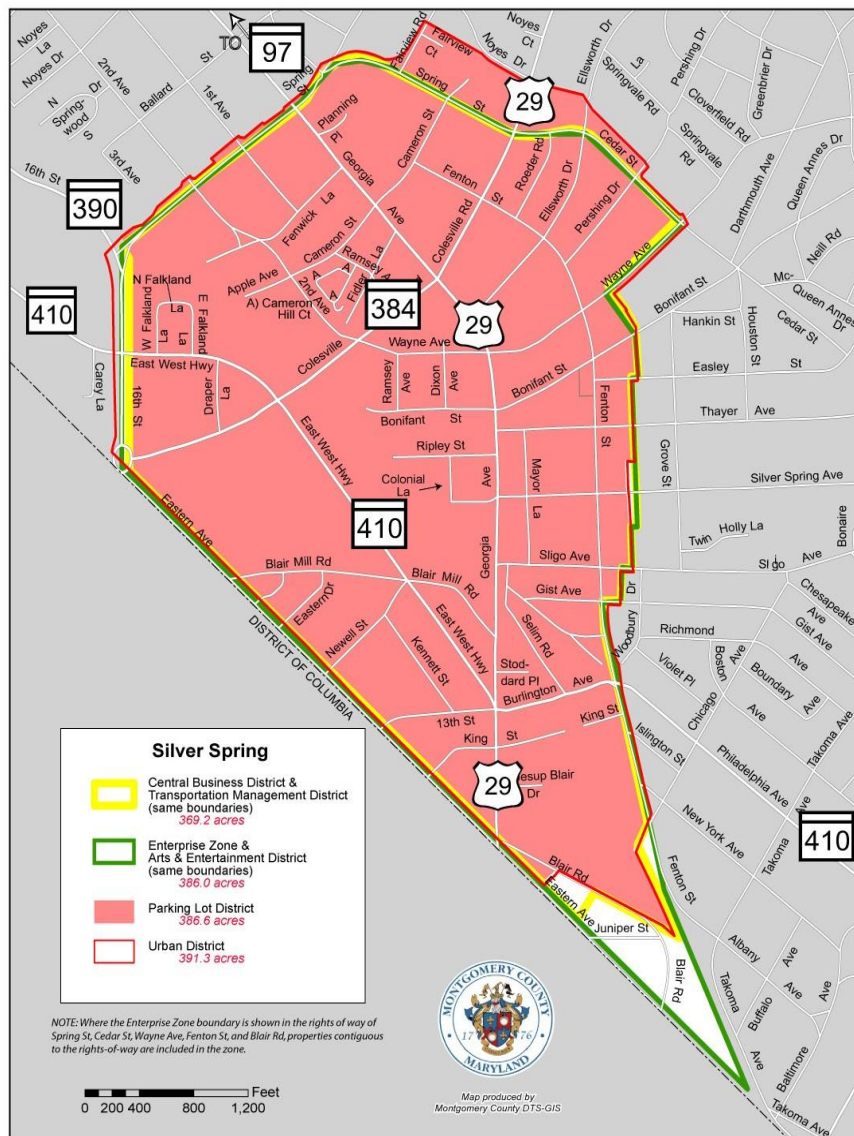 Noyes
La
Noyes Dr
2nd Ave
St
TO
97
Spring
St
Fairview Rd
Fairview
Ct
Noyes Dr
Noyes
Ct
Ellsworth Dr
La
Springvale Rd
Pershing Dr
Cloverfield Rd
Greenbrier Dr
N
Dr
Spring-
wood
S
Ballard
1st Ave
3rd Ave
Planning
Pl
Cameron St
Spring
St
29
Cedar St
Springvale
Rd
Dartmouth Ave
Queen Annes Dr
16th St
390
Georgia
Ave
Fenwick La
Fenton
St
Roeder Rd
Ellsworth Dr
Pershing Dr
Colesville Rd
Neill Rd
Wayne Ave
Cameron St
Ramsey
Fidler La
A
Apple Ave
2nd Ave
A
A
A
A) Cameron
Hill Ct
384
N Falkland
La
W Falkland
La
E Falkland
La
410
29
Bonifant St
Mc-
Queen Annes
Dr
Hankin St
Houston St
Cedar St
East West Hwy
Colesville
Wayne Ave
Carey La
16th St
Draper
La
Ramsey
Ave
Dixon
Ave
Bonifant St
Easley
St
Fenton
St
Thayer
Ave
Bonifant
St
Ripley St
East West Hwy
Grove St
Colonial
La
Ave
Mayor
La
Silver Spring Ave
Eastern Ave
410
Georgia
Twin
Holly La
Bonaire
Sligo Ave
Sl go
Ave
Blair Mill Rd
Blair Mill
Rd
Gist Ave
Dr
Woodbury
Chesapeake
Ave
Gist Ave
EasternDr
Newell St
Kennett St
East West Hwy
Selim Rd
Richmond
Ave
Violet Pl
Boston
Ave
Boundary
Ave
Chicago
Ave
Takoma Ave
DISTRICT OF COLUMBIA
Stod-
dard Pl
Burlington
Ave
13th St
King
St
King St
Islington St
Philadelphia Ave
29
esup Blair
Dr
New York Ave
Takoma
Ave
410
Blair Rd
Fenton St
Eastern Ave
Juniper St
Blair Rd
Albany
Ave
Takoma
Ave
Buffalo
Ave
Baltimore
Ave
Takoma Ave
Silver Spring
Central Business District &
Transportation Management District
(same boundaries)
369.2 acres
Enterprise Zone &
Arts & Entertainment District
(same boundaries)
386.0 acres
Parking Lot District
386.6 acres
Urban District
391.3 acres
NOTE: Where the Enterprise Zone boundary is shown in the rights of way of
Spring St, Cedar St, Wayne Ave, Fenton St, and Blair Rd, properties contiguous
to the rights-of-way are included in the zone.
Feet
0 200 400 800 1,200
MONTGOMERY COUNTY
17 76
MARYLAND
Map produced by
Montgomery County DTS-GIS